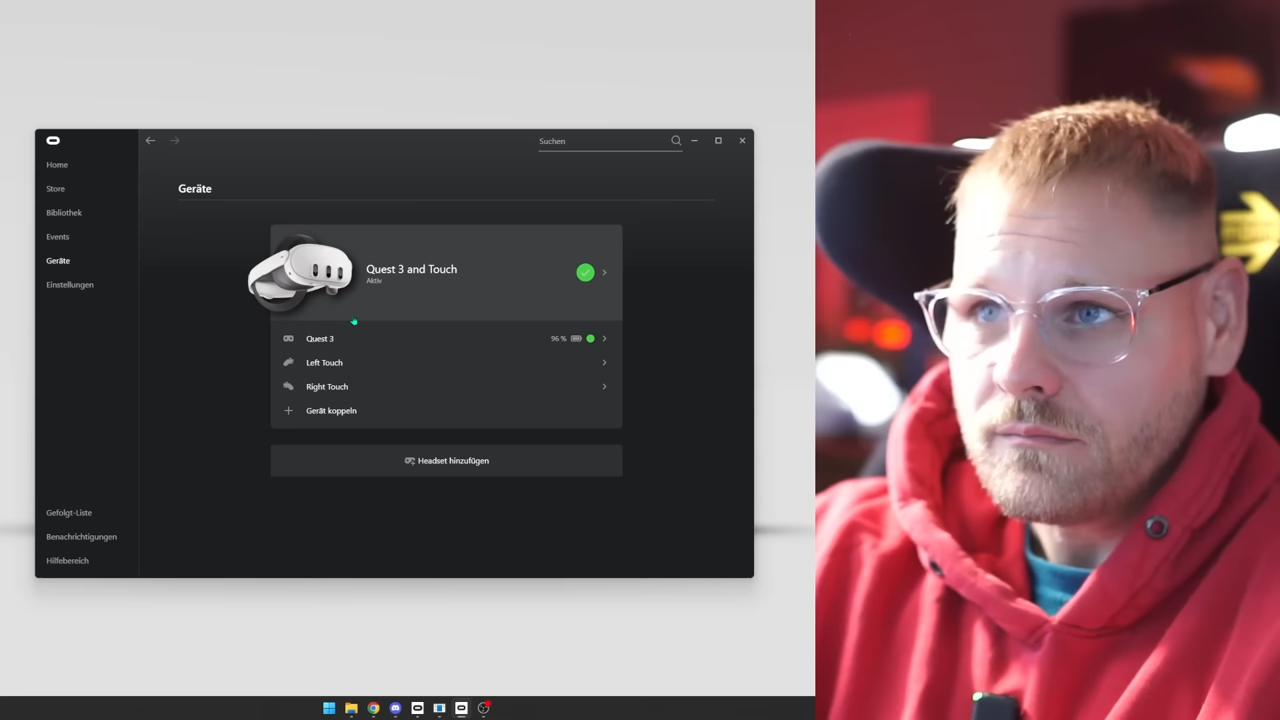 Suchen
Home
Store
Bibliothek
Events
Geräte
Einstellungen
Gefolgt-Liste
Benachrichtigungen
Hilfebereich
Geräte
Quest 3 and Touch
Aktiv
Quest 3
96 %
Left Touch
Right Touch
Gerät koppeln
Headset hinzufügen